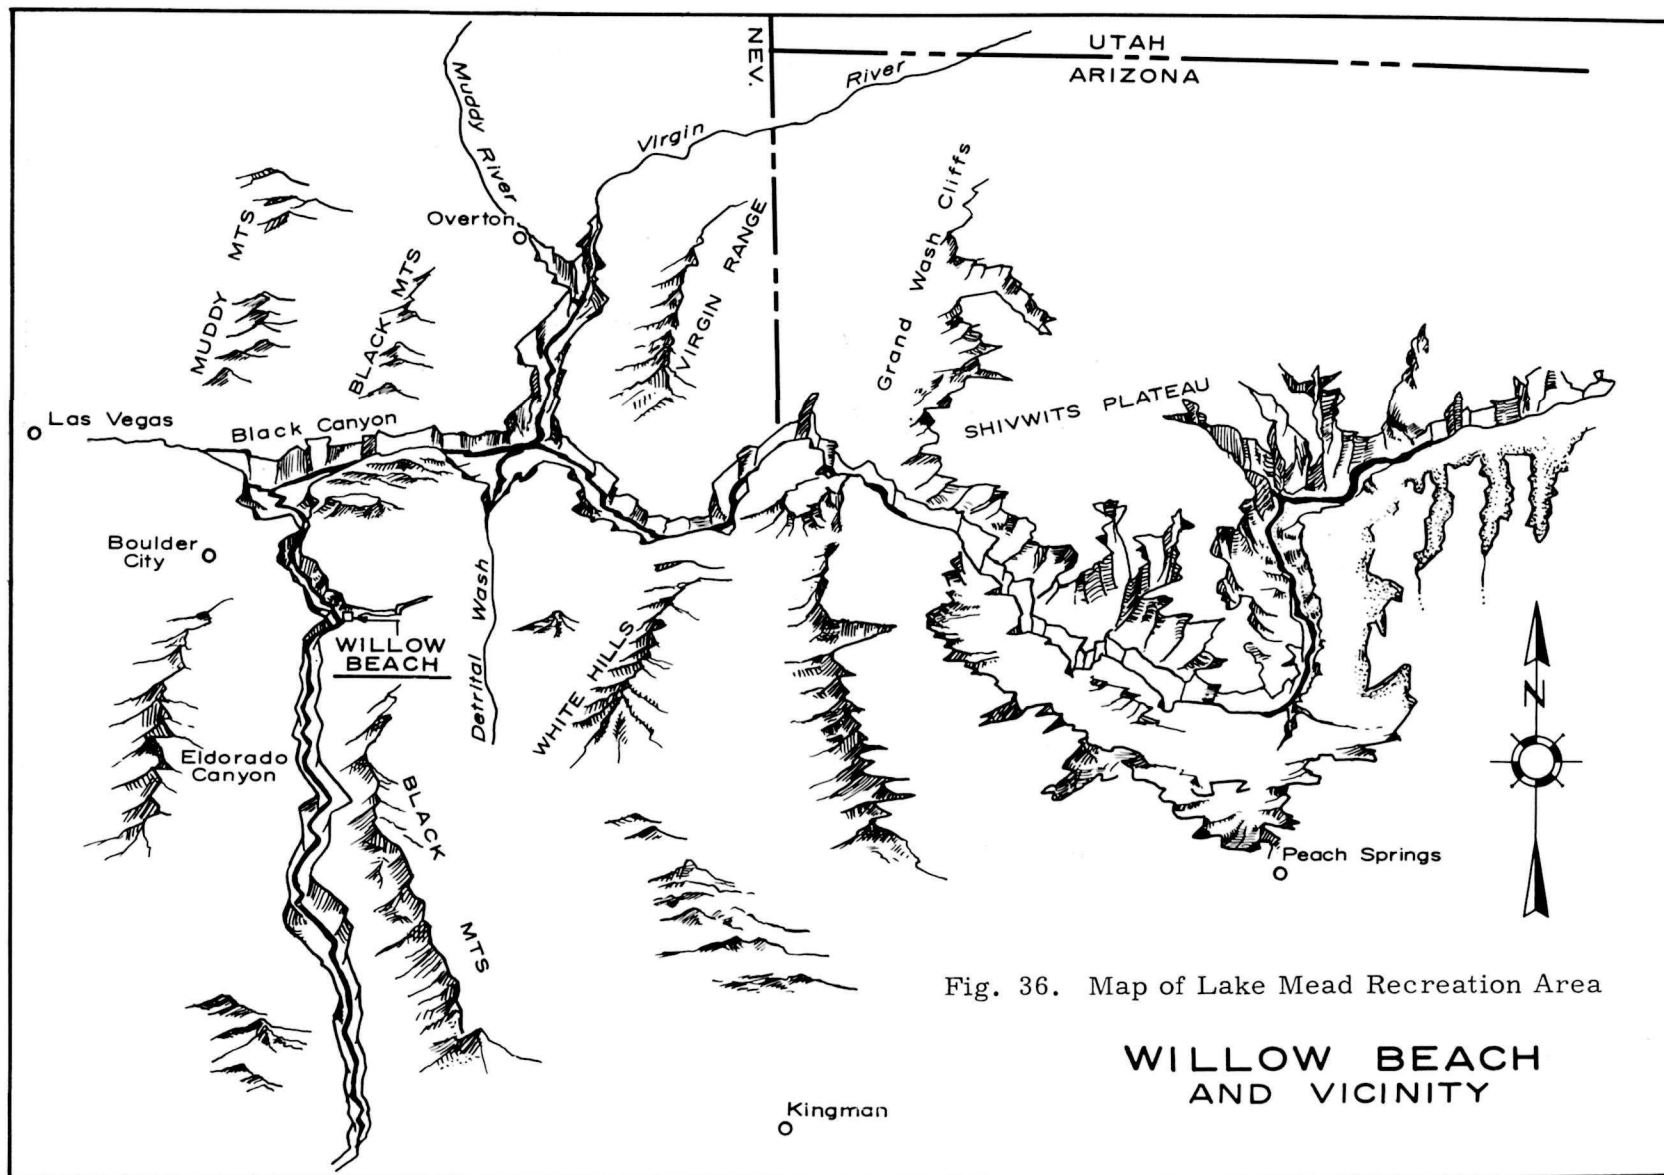 NEV.
UTAH
ARIZONA
Muddy River
Virgin River
Overton
MUDDY MTS
BLACK MTS
VIRGIN RANGE
Grand Wash Cliffs
SHIVWITS PLATEAU
Las Vegas
Black Canyon
Boulder
City
WILLOW
BEACH
Detrital Wash
WHITE HILLS
Eldorado
Canyon
BLACK MTS
N
Peach Springs
Fig. 36. Map of Lake Mead Recreation Area
WILLOW BEACH
AND VICINITY
Kingman